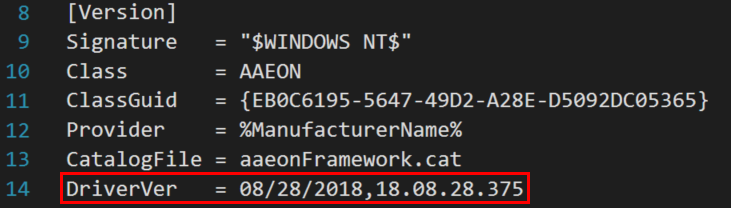 8 [Version]
9 Signature   = "$WINDOWS NT$"
10 Class       = AAEON
11 ClassGuid   = {EB0C6195-5647-49D2-A28E-D5092DC05365}
12 Provider    = %ManufacturerName%
13 CatalogFile = aaeonFramework.cat
14 DriverVer   = 08/28/2018,18.08.28.375